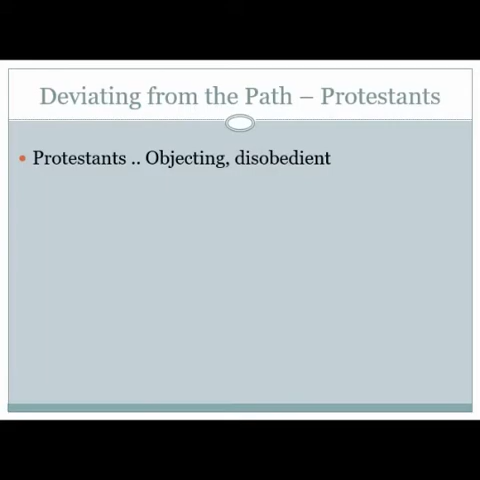 Deviating from the Path – Protestants
Protestants .. Objecting, disobedient